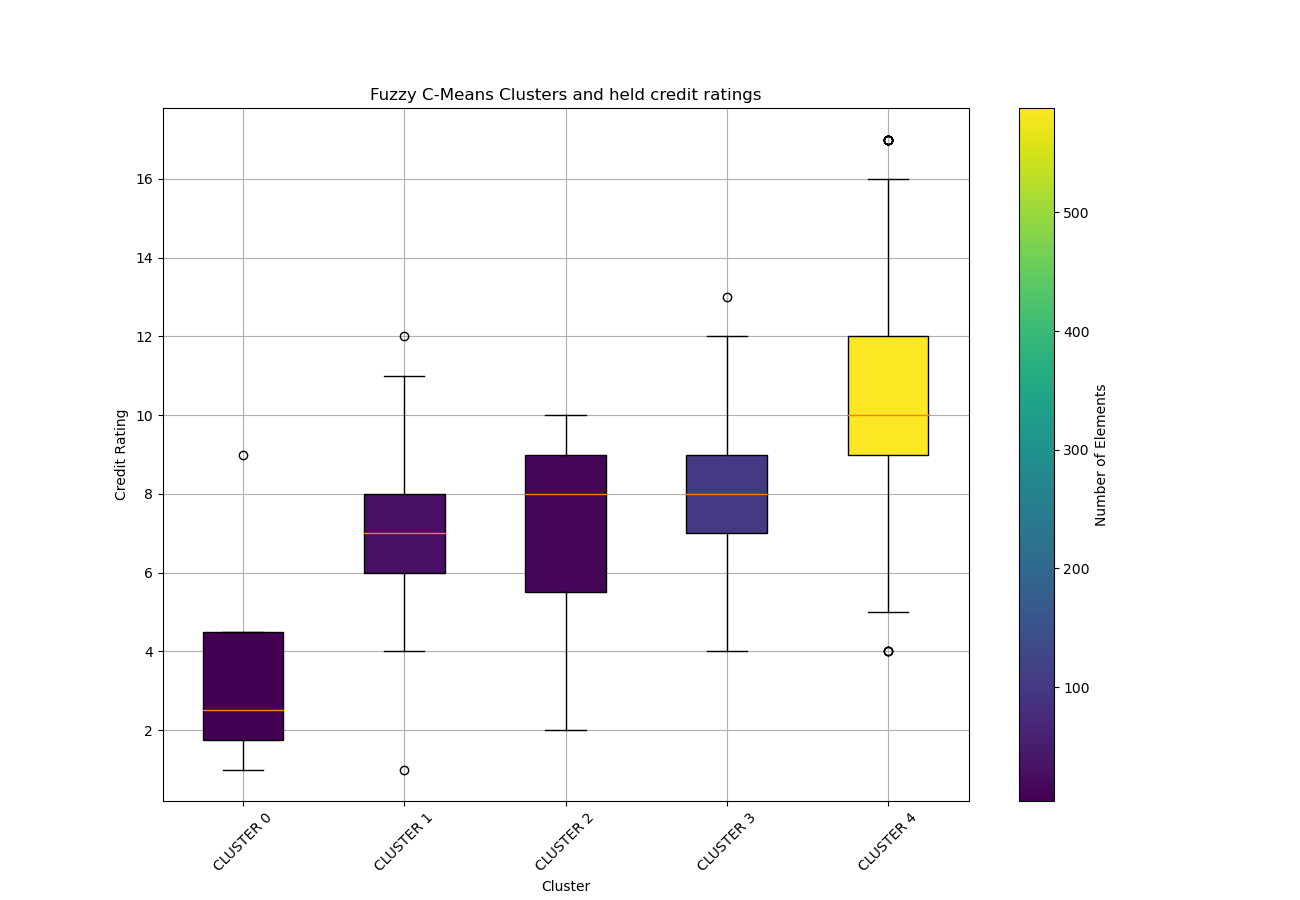 Fuzzy C-Means Clusters and held credit ratings
16
14
12
10
8
6
4
2
Credit Rating
CLUSTER 0
CLUSTER 1
CLUSTER 2
CLUSTER 3
CLUSTER 4
Cluster
500
400
300
200
100
Number of Elements